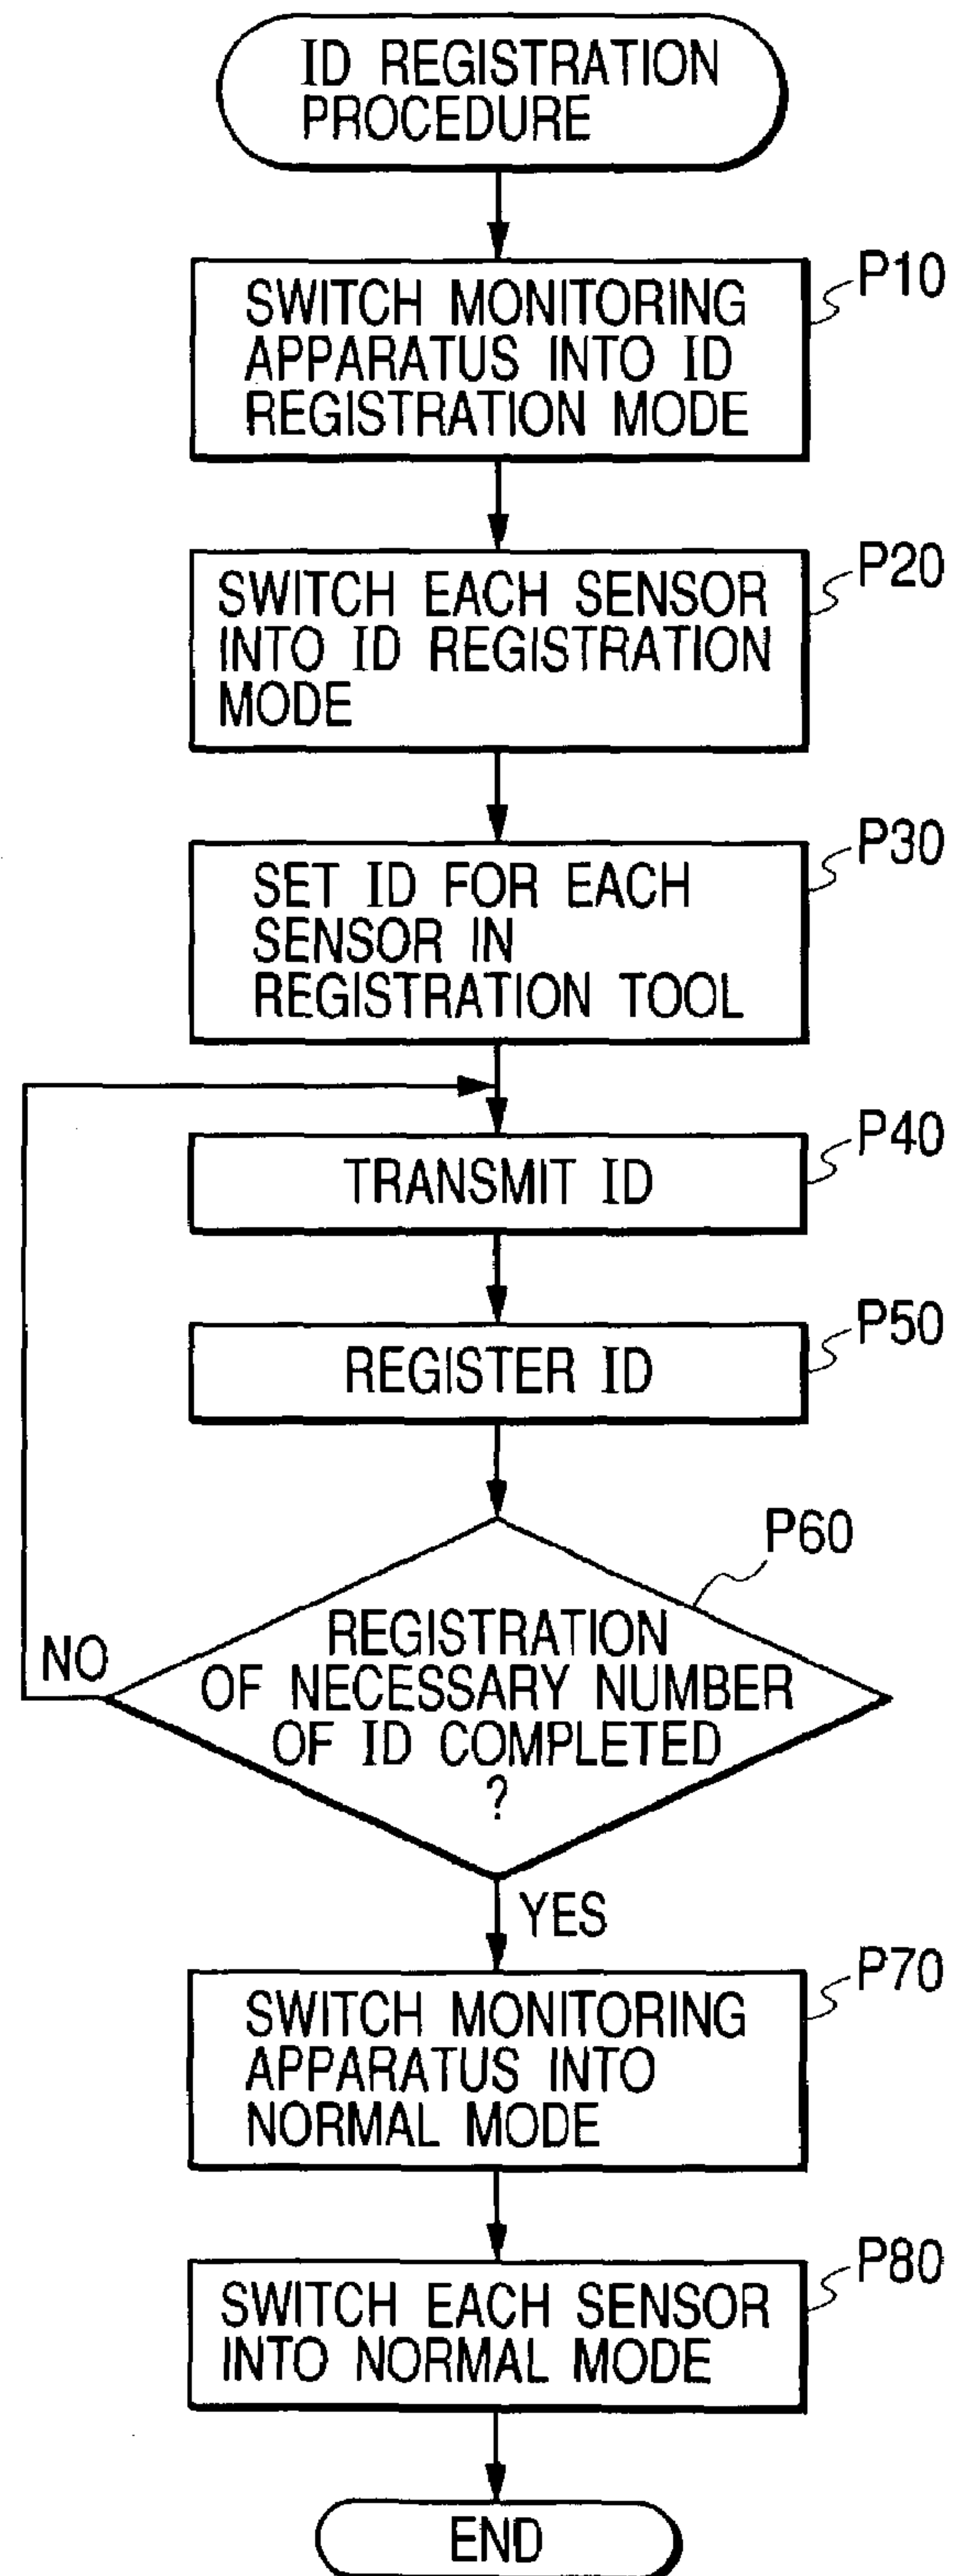 ID REGISTRATION
PROCEDURE
P10
SWITCH MONITORING
APPARATUS INTO ID
REGISTRATION MODE
P20
SWITCH EACH SENSOR
INTO ID REGISTRATION
MODE
P30
SET ID FOR EACH
SENSOR IN
REGISTRATION TOOL
P40
TRANSMIT ID
P50
REGISTER ID
P60
REGISTRATION
OF NECESSARY NUMBER
OF ID COMPLETED
?
NO
YES
P70
SWITCH MONITORING
APPARATUS INTO
NORMAL MODE
P80
SWITCH EACH SENSOR
INTO NORMAL MODE
END